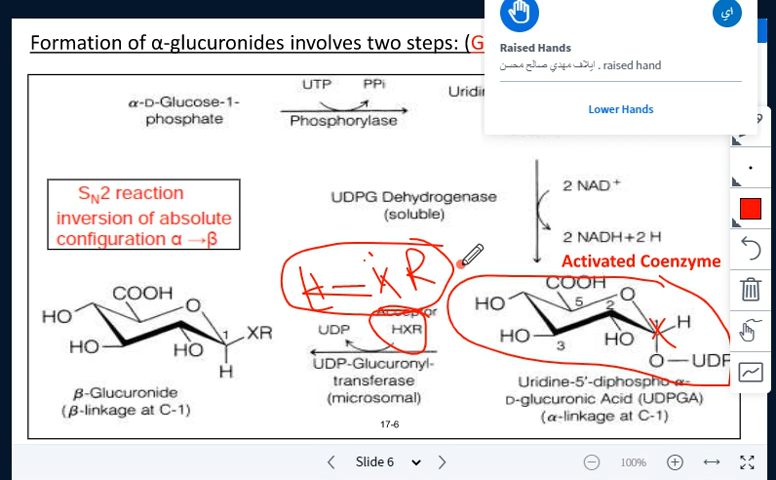 اي
Raised Hands
ايلاف مهدي صالح محسن . raised hand
Lower Hands
Formation of α-glucuronides involves two steps: (G
UTP PPi
α-D-Glucose-1-
phosphate
Phosphorylase
Uridi
SN2 reaction
inversion of absolute
configuration α →β
UDPG Dehydrogenase
(soluble)
2 NAD+
2 NADH+2 H
Activated Coenzyme
H–XR
COOH
HO
O
HO
HO
1
XR
H
Acceptor
UDP HXR
UDP-Glucuronyl-
transferase
(microsomal)
COOH
HO
5
O
2
HO
3
HO
H
O—UDP
β-Glucuronide
(β-linkage at C-1)
Uridine-5'-diphospho-α-
D-glucuronic Acid (UDPGA)
(α-linkage at C-1)
17-6
Slide 6
100%